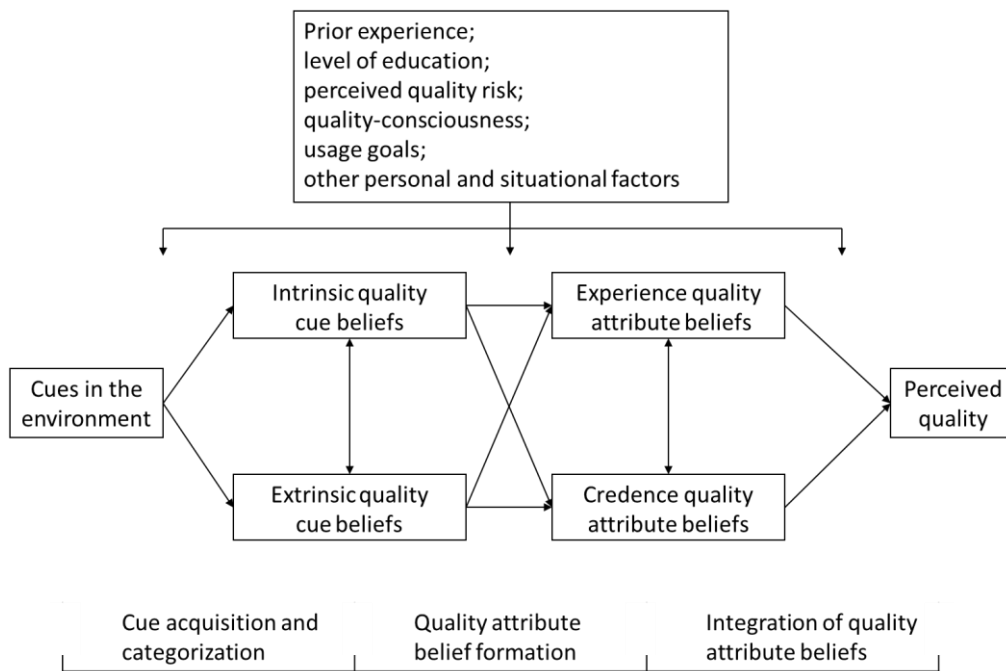 Prior experience;
level of education;
perceived quality risk;
quality-consciousness;
usage goals;
other personal and situational factors
Intrinsic quality
cue beliefs
Experience quality
attribute beliefs
Cues in the
environment
Perceived
quality
Extrinsic quality
cue beliefs
Credence quality
attribute beliefs
Cue acquisition and
categorization
Quality attribute
belief formation
Integration of quality
attribute beliefs